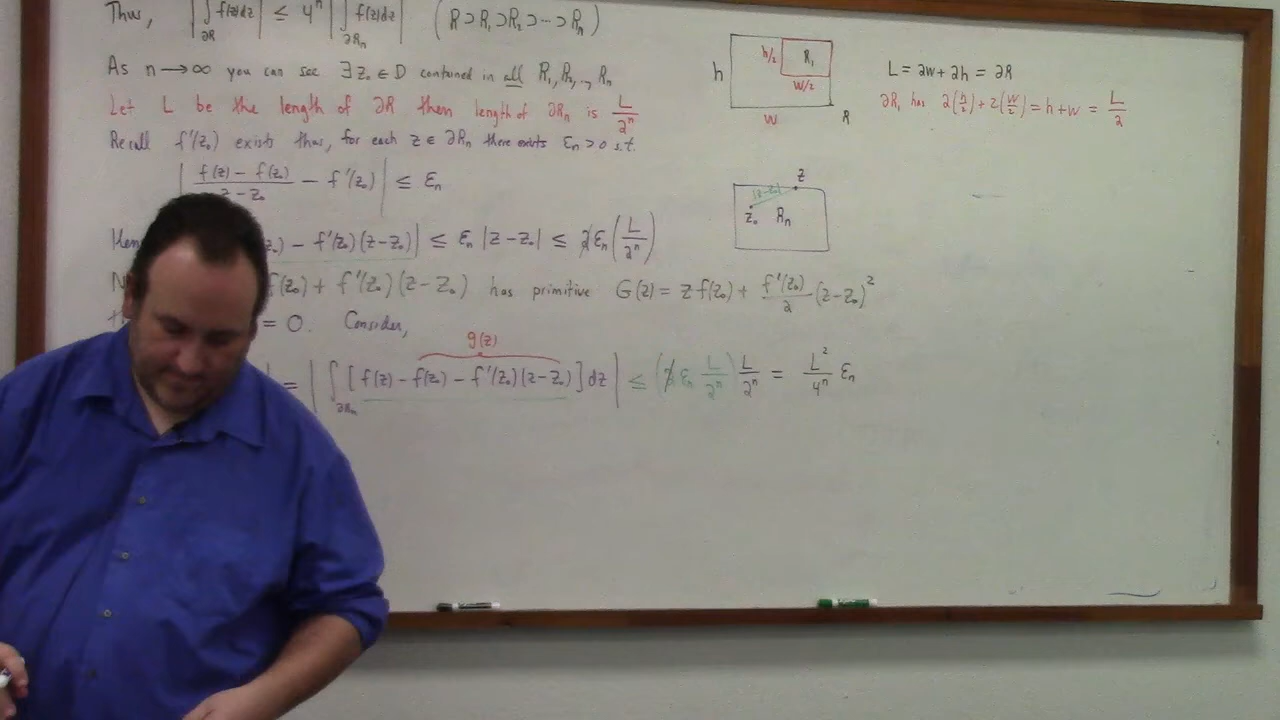 Thus, | ∫_∂R f(z)dz | ≤ 4ⁿ | ∫_∂Rₙ f(z)dz | ( R ⊃ R₁ ⊃ R₂ ⊃ ⋯ ⊃ Rₙ )
As n → ∞ you can see ∃ z₀ ∈ D contained in all R₁, R₂, ..., Rₙ
Let L be the length of ∂R then length of ∂Rₙ is L/2ⁿ
Recall f'(z₀) exists thus, for each z ∈ ∂Rₙ there exists εₙ > 0 s.t.
| (f(z) - f(z₀))/(z - z₀) - f'(z₀) | ≤ εₙ
z₀) - f'(z₀)(z-z₀)| ≤ εₙ |z-z₀| ≤ 2εₙ(L/2ⁿ)
f(z₀) + f'(z₀)(z-z₀) has primitive G(z) = z f(z₀) + f'(z₀)/2 (z-z₀)²
= 0. Consider,
g(z)
= | ∫_∂Rₙ [ f(z) - f(z₀) - f'(z₀)(z-z₀) ] dz | ≤ (2 εₙ L/2ⁿ) L/2ⁿ = L²/4ⁿ εₙ
h
h/2
R₁
w/2
w
R
L = 2w + 2h = ∂R
∂R₁ has 2(h/2) + 2(w/2) = h + w = L/2
z
|z-z₀|
z₀
Rₙ